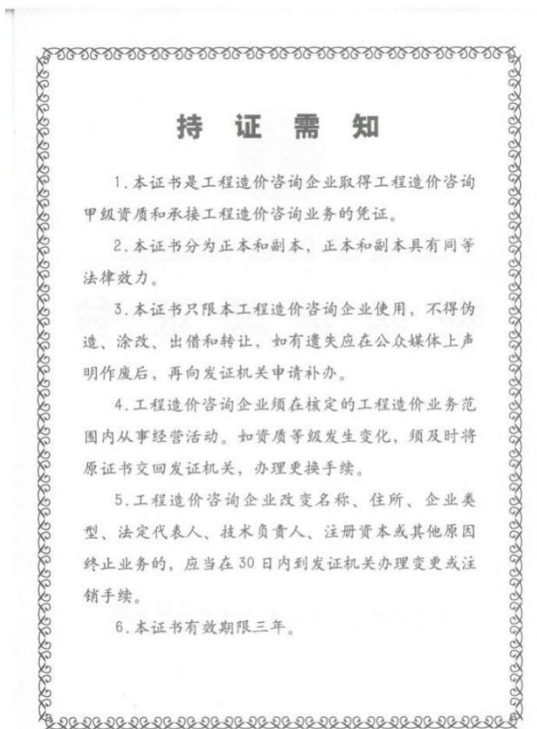 持证需知
1.本证书是工程造价咨询企业取得工程造价咨询
甲级资质和承接工程造价咨询业务的凭证。
2.本证书分为正本和副本，正本和副本具有同等
法律效力。
3.本证书只限本工程造价咨询企业使用，不得伪
造、涂改、出借和转让，如有遗失应在公众媒体上声
明作废后，再向发证机关申请补办。
4.工程造价咨询企业须在核定的工程造价业务范
围内从事经营活动。如资质等级发生变化，须及时将
原证书交回发证机关，办理更换手续。
5.工程造价咨询企业改变名称、住所、企业类
型、法定代表人、技术负责人、注册资本或其他原因
终止业务的，应当在30日内到发证机关办理变更或注
销手续。
6.本证书有效期限三年。